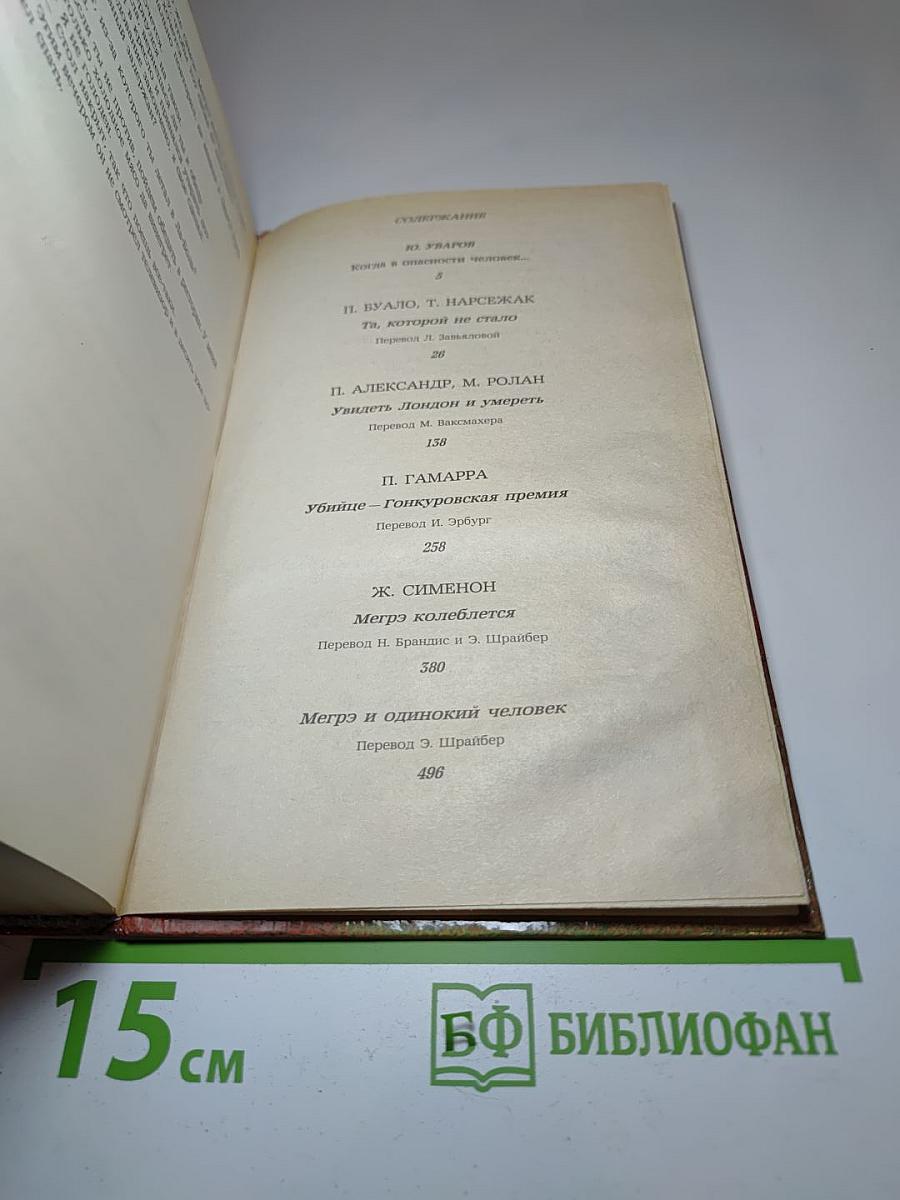 СОДЕРЖАНИЕ
Ю. УВАРОВ
Когда в опасности человек...
5
П. БУАЛО, Т. НАРСЕЖАК
Та, которой не стало
Перевод Л. Завьяловой
26
П. АЛЕКСАНДР, М. РОЛАН
Увидеть Лондон и умереть
Перевод М. Ваксмахера
138
П. ГАМАРРА
Убийце — Гонкуровская премия
Перевод И. Эрбург
258
Ж. СИМЕНОН
Мегрэ колеблется
Перевод Н. Брандис и Э. Шрайбер
380
Мегрэ и одинокий человек
Перевод Э. Шрайбер
496
15 см
БФ БИБЛИОФАН